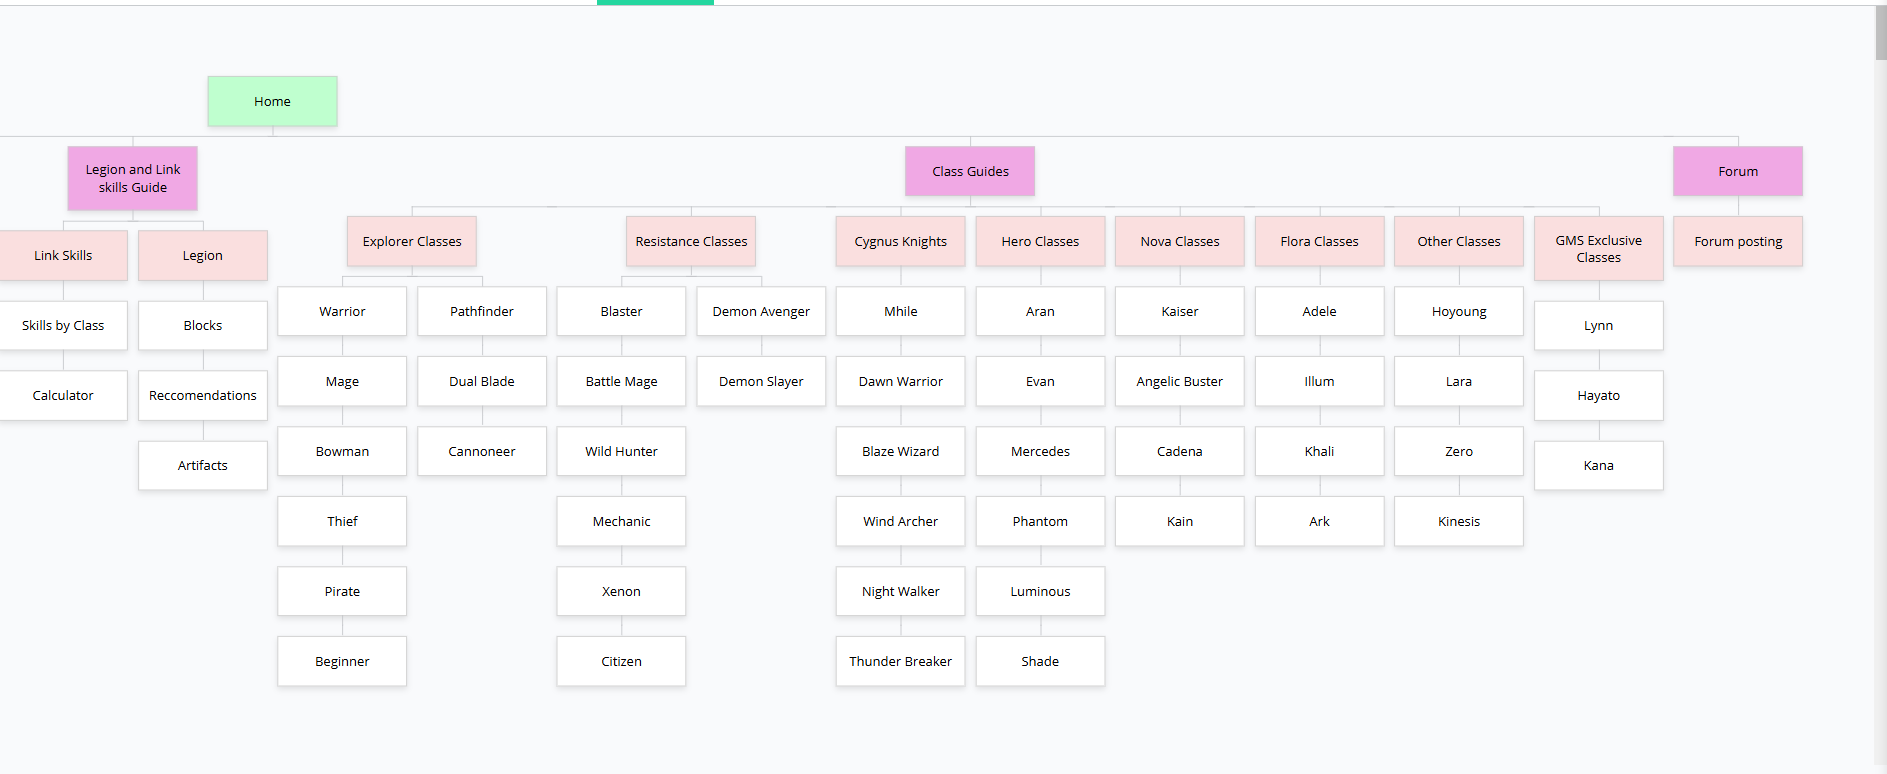 Home
Legion and Link
skills Guide
Class Guides
Forum
Link Skills
Legion
Explorer Classes
Resistance Classes
Cygnus Knights
Hero Classes
Nova Classes
Flora Classes
Other Classes
GMS Exclusive
Classes
Forum posting
Skills by Class
Calculator
Blocks
Reccomendations
Artifacts
Warrior
Mage
Bowman
Thief
Pirate
Beginner
Pathfinder
Dual Blade
Cannoneer
Blaster
Battle Mage
Wild Hunter
Mechanic
Xenon
Citizen
Demon Avenger
Demon Slayer
Mhile
Dawn Warrior
Blaze Wizard
Wind Archer
Night Walker
Thunder Breaker
Aran
Evan
Mercedes
Phantom
Luminous
Shade
Kaiser
Angelic Buster
Cadena
Kain
Adele
Illum
Khali
Ark
Hoyoung
Lara
Zero
Kinesis
Lynn
Hayato
Kana